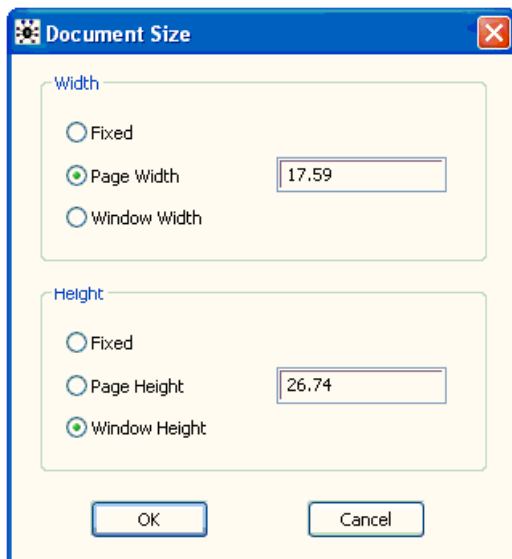 Document Size
Width
Fixed
Page Width 17.59
Window Width
Height
Fixed
Page Height 26.74
Window Height
OK Cancel